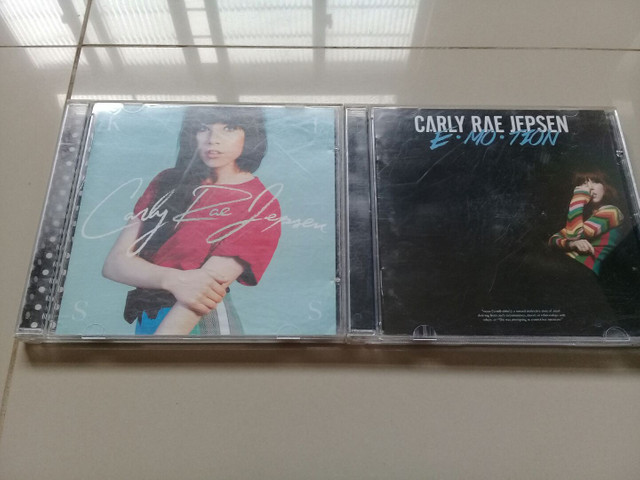 K I
Carly Rae Jepsen
S S
CARLY RAE JEPSEN
E•MO•TION